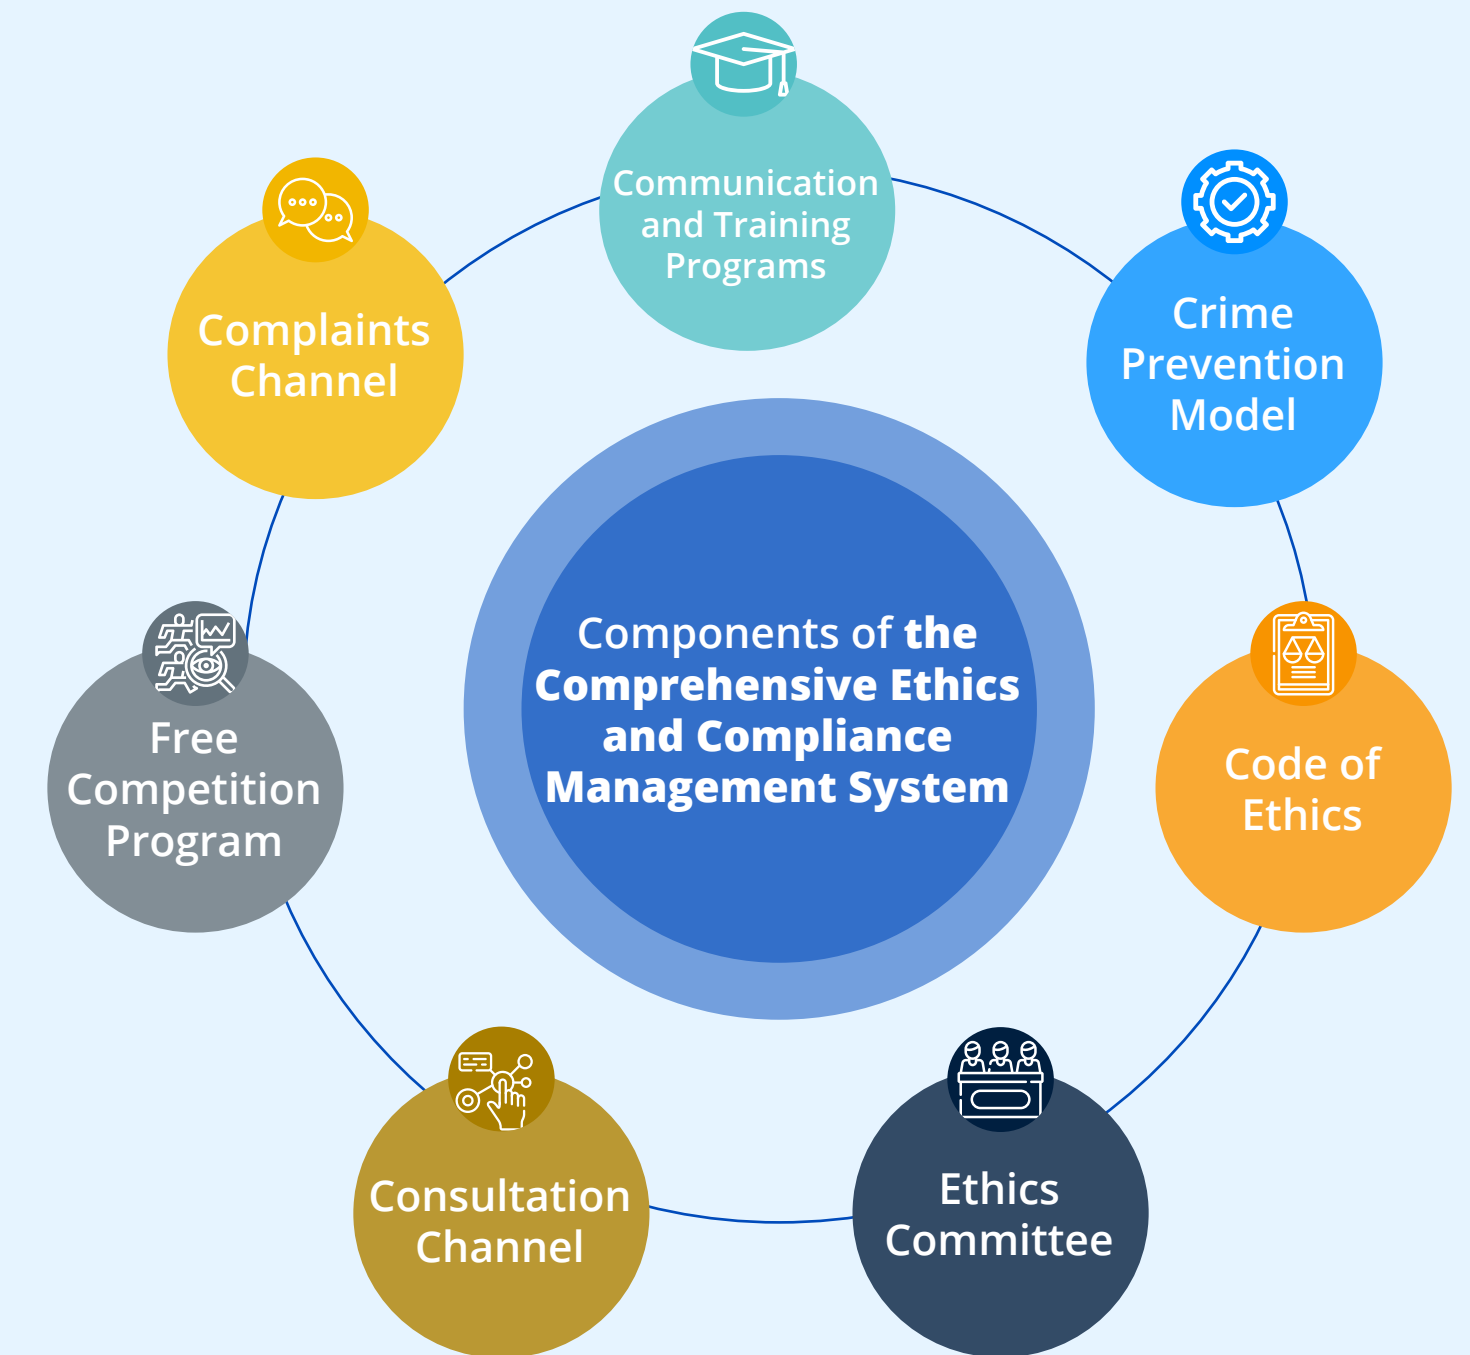 Communication
and Training
Programs
Crime
Prevention
Model
Complaints
Channel
Components of the
Comprehensive Ethics
and Compliance
Management System
Free
Competition
Program
Code of
Ethics
Consultation
Channel
Ethics
Committee